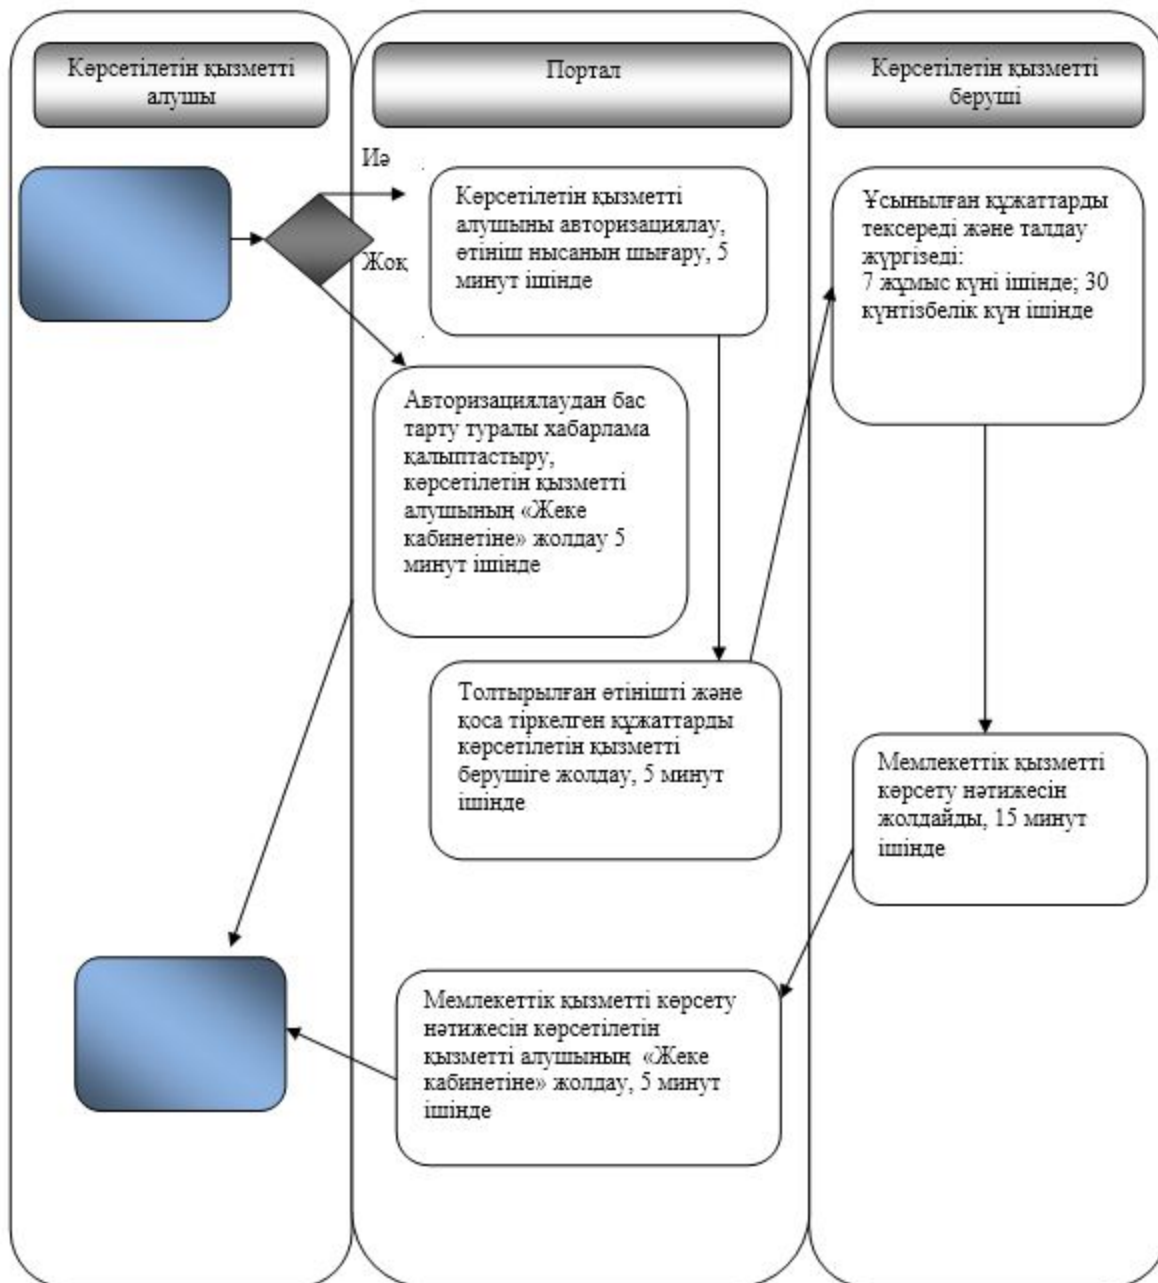 Көрсетілетін қызметті
алушы
Портал
Көрсетілетін қызметті
беруші
Иә
Жоқ
Көрсетілетін қызметті
алушыны авторизациялау,
өтініш нысанын шығару, 5
минут ішінде
Ұсынылған құжаттарды
тексереді және талдау
жүргізеді:
7 жұмыс күні ішінде; 30
күнтізбелік күн ішінде
Авторизациялаудан бас
тарту туралы хабарлама
қалыптастыру,
көрсетілетін қызметті
алушының «Жеке
кабинетіне» жолдау 5
минут ішінде
Толтырылған өтінішті және
қоса тіркелген құжаттарды
көрсетілетін қызметті
берушіге жолдау, 5 минут
ішінде
Мемлекеттік қызметті
көрсету нәтижесін
жолдайды, 15 минут
ішінде
Мемлекеттік қызметті көрсету
нәтижесін көрсетілетін
қызметті алушының «Жеке
кабинетіне» жолдау, 5 минут
ішінде